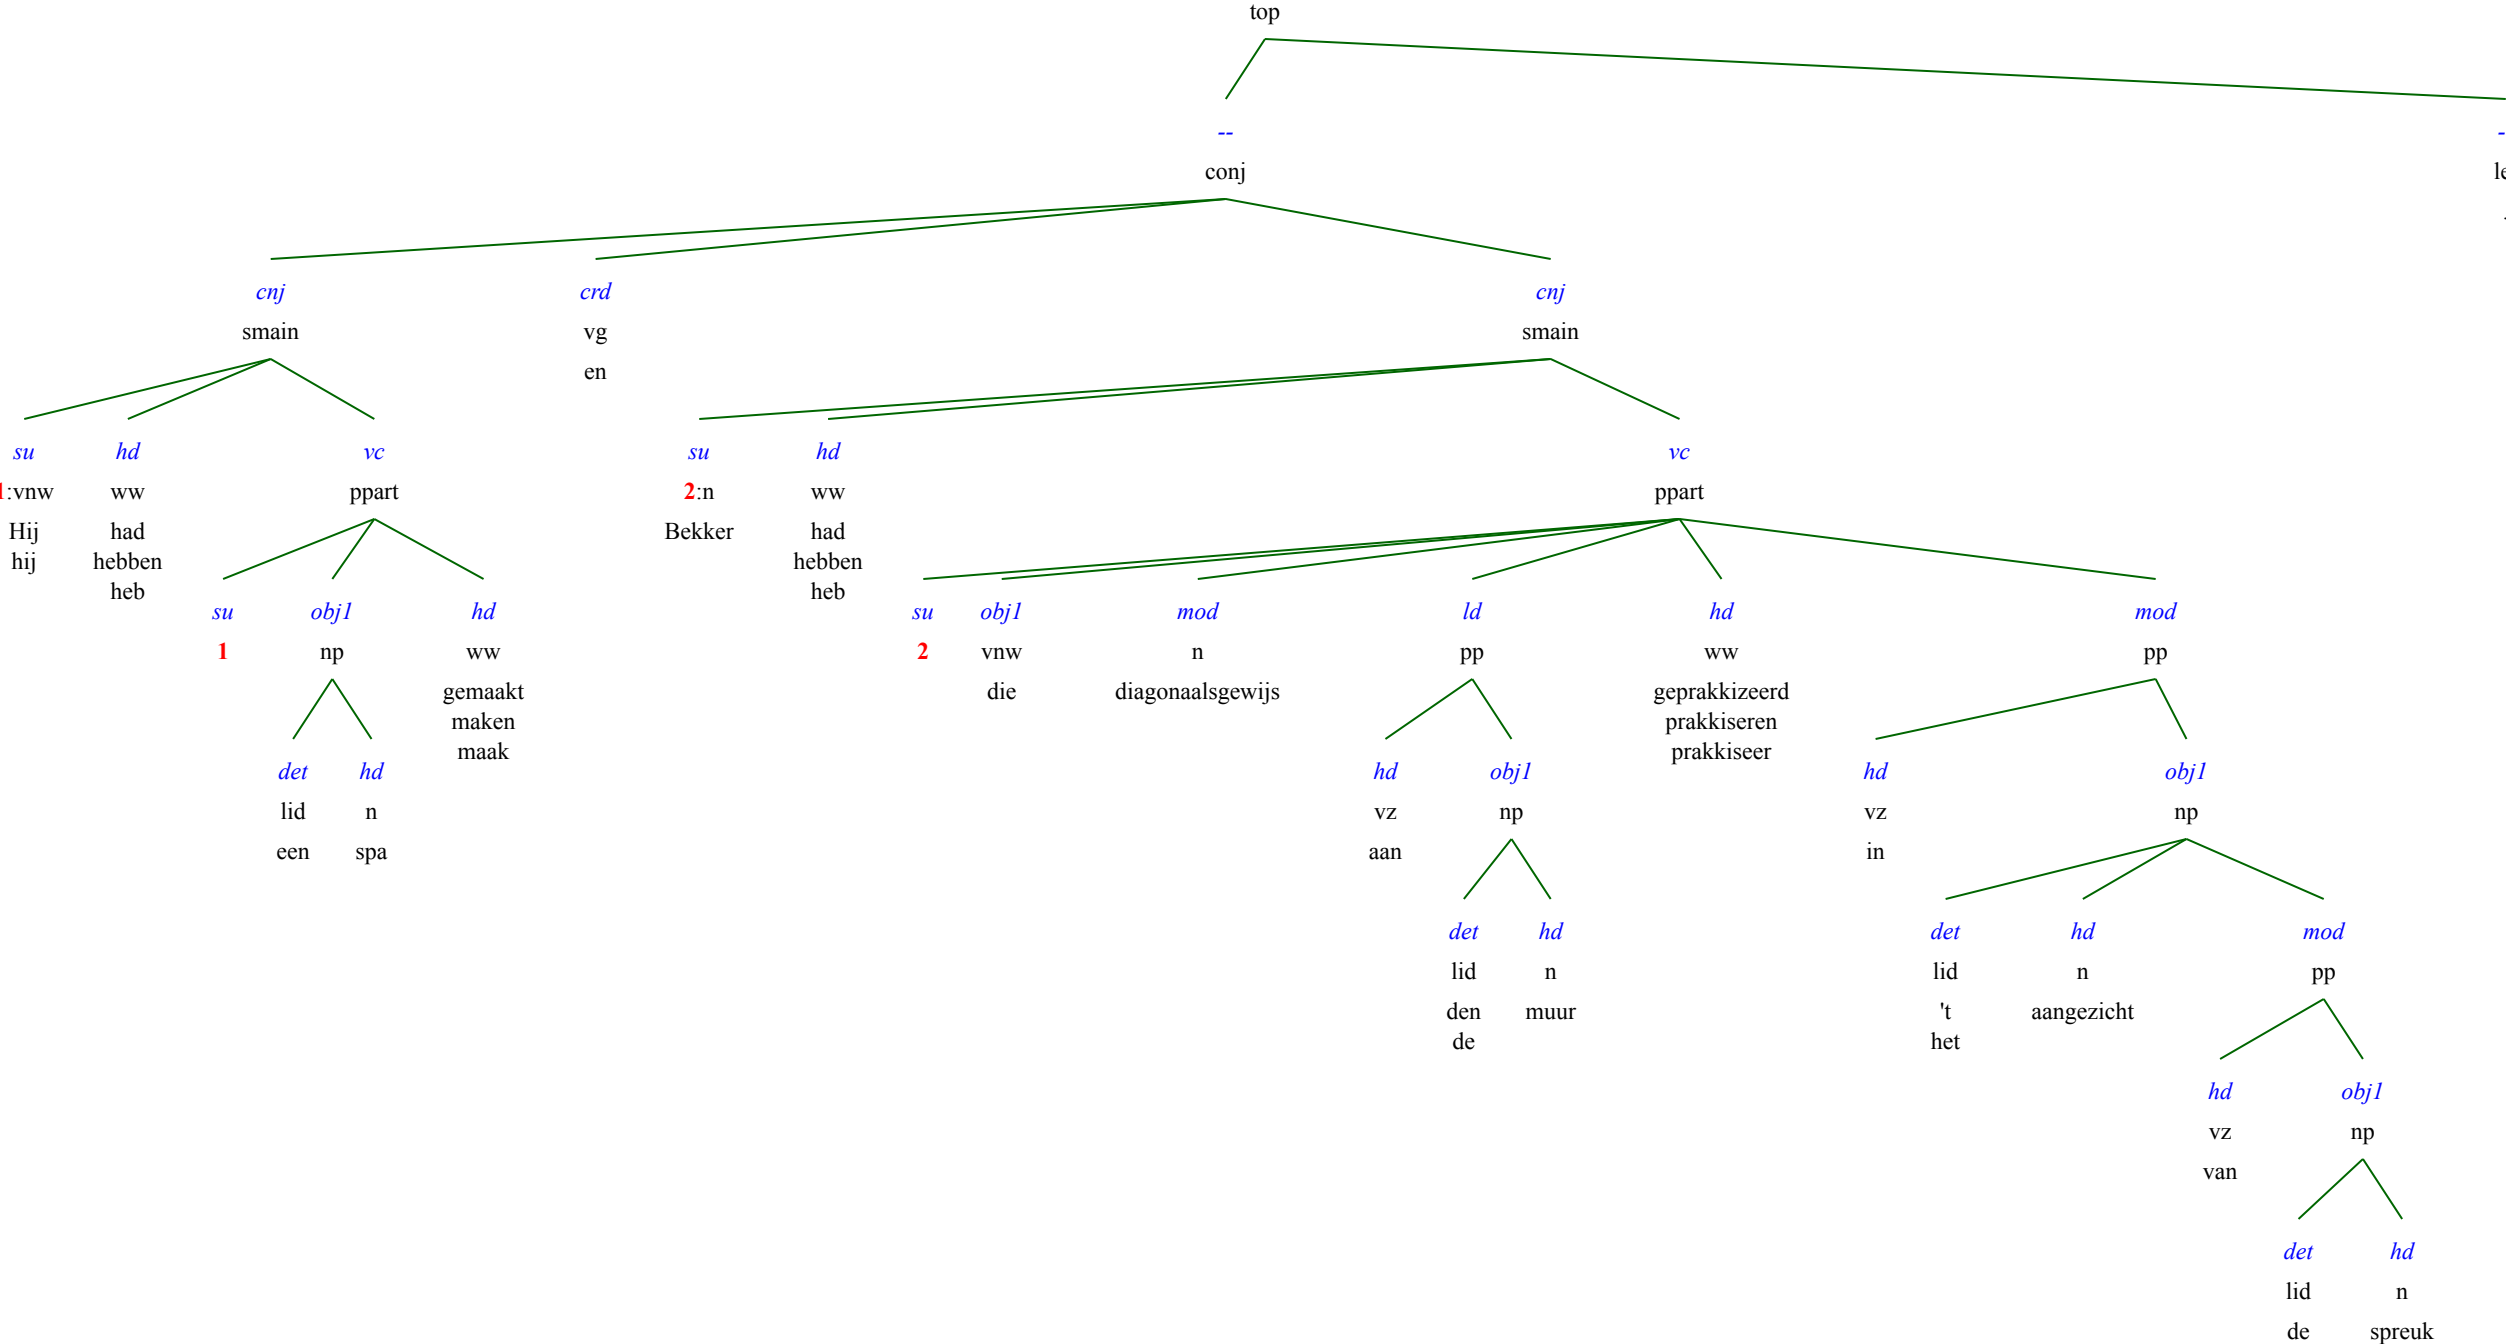 top
--
conj
cnj crd cnj
smain vg smain
en
su hd vc su hd vc
:vnw ww ppart 2:n ww ppart
Hij had Bekker had
hij hebben hebben
heb heb
su obj1 hd su obj1 mod ld hd mod
1 np ww 2 vnw n pp ww pp
gemaakt die diagonaalsgewijs geprakkizeerd
maken prakkiseren
maak prakkiseer
det hd hd obj1 hd obj1
lid n vz np vz np
een spa aan in
det hd det hd mod
lid n lid n pp
den muur 't aangezicht
de het
hd obj1
vz np
van
det hd
lid n
de spreuk